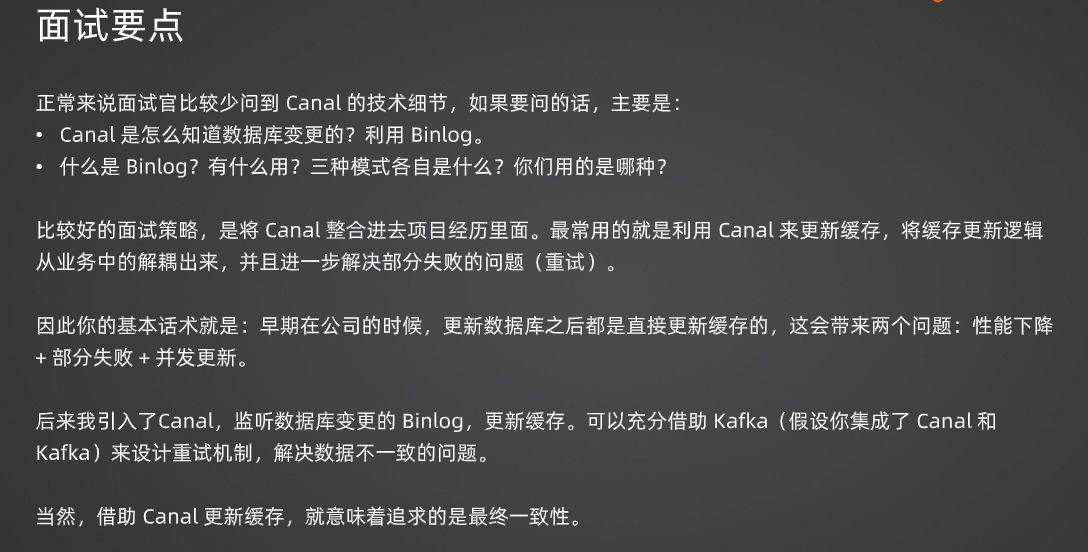 面试要点
正常来说面试官比较少问到 Canal 的技术细节，如果要问的话，主要是：
• Canal 是怎么知道数据库变更的？利用 Binlog。
• 什么是 Binlog？有什么用？三种模式各自是什么？你们用的是哪种？
比较好的面试策略，是将 Canal 整合进去项目经历里面。最常用的就是利用 Canal 来更新缓存，将缓存更新逻辑
从业务中的解耦出来，并且进一步解决部分失败的问题（重试）。
因此你的基本话术就是：早期在公司的时候，更新数据库之后都是直接更新缓存的，这会带来两个问题：性能下降
+ 部分失败 + 并发更新。
后来我引入了Canal，监听数据库变更的 Binlog，更新缓存。可以充分借助 Kafka（假设你集成了 Canal 和
Kafka）来设计重试机制，解决数据不一致的问题。
当然，借助 Canal 更新缓存，就意味着追求的是最终一致性。